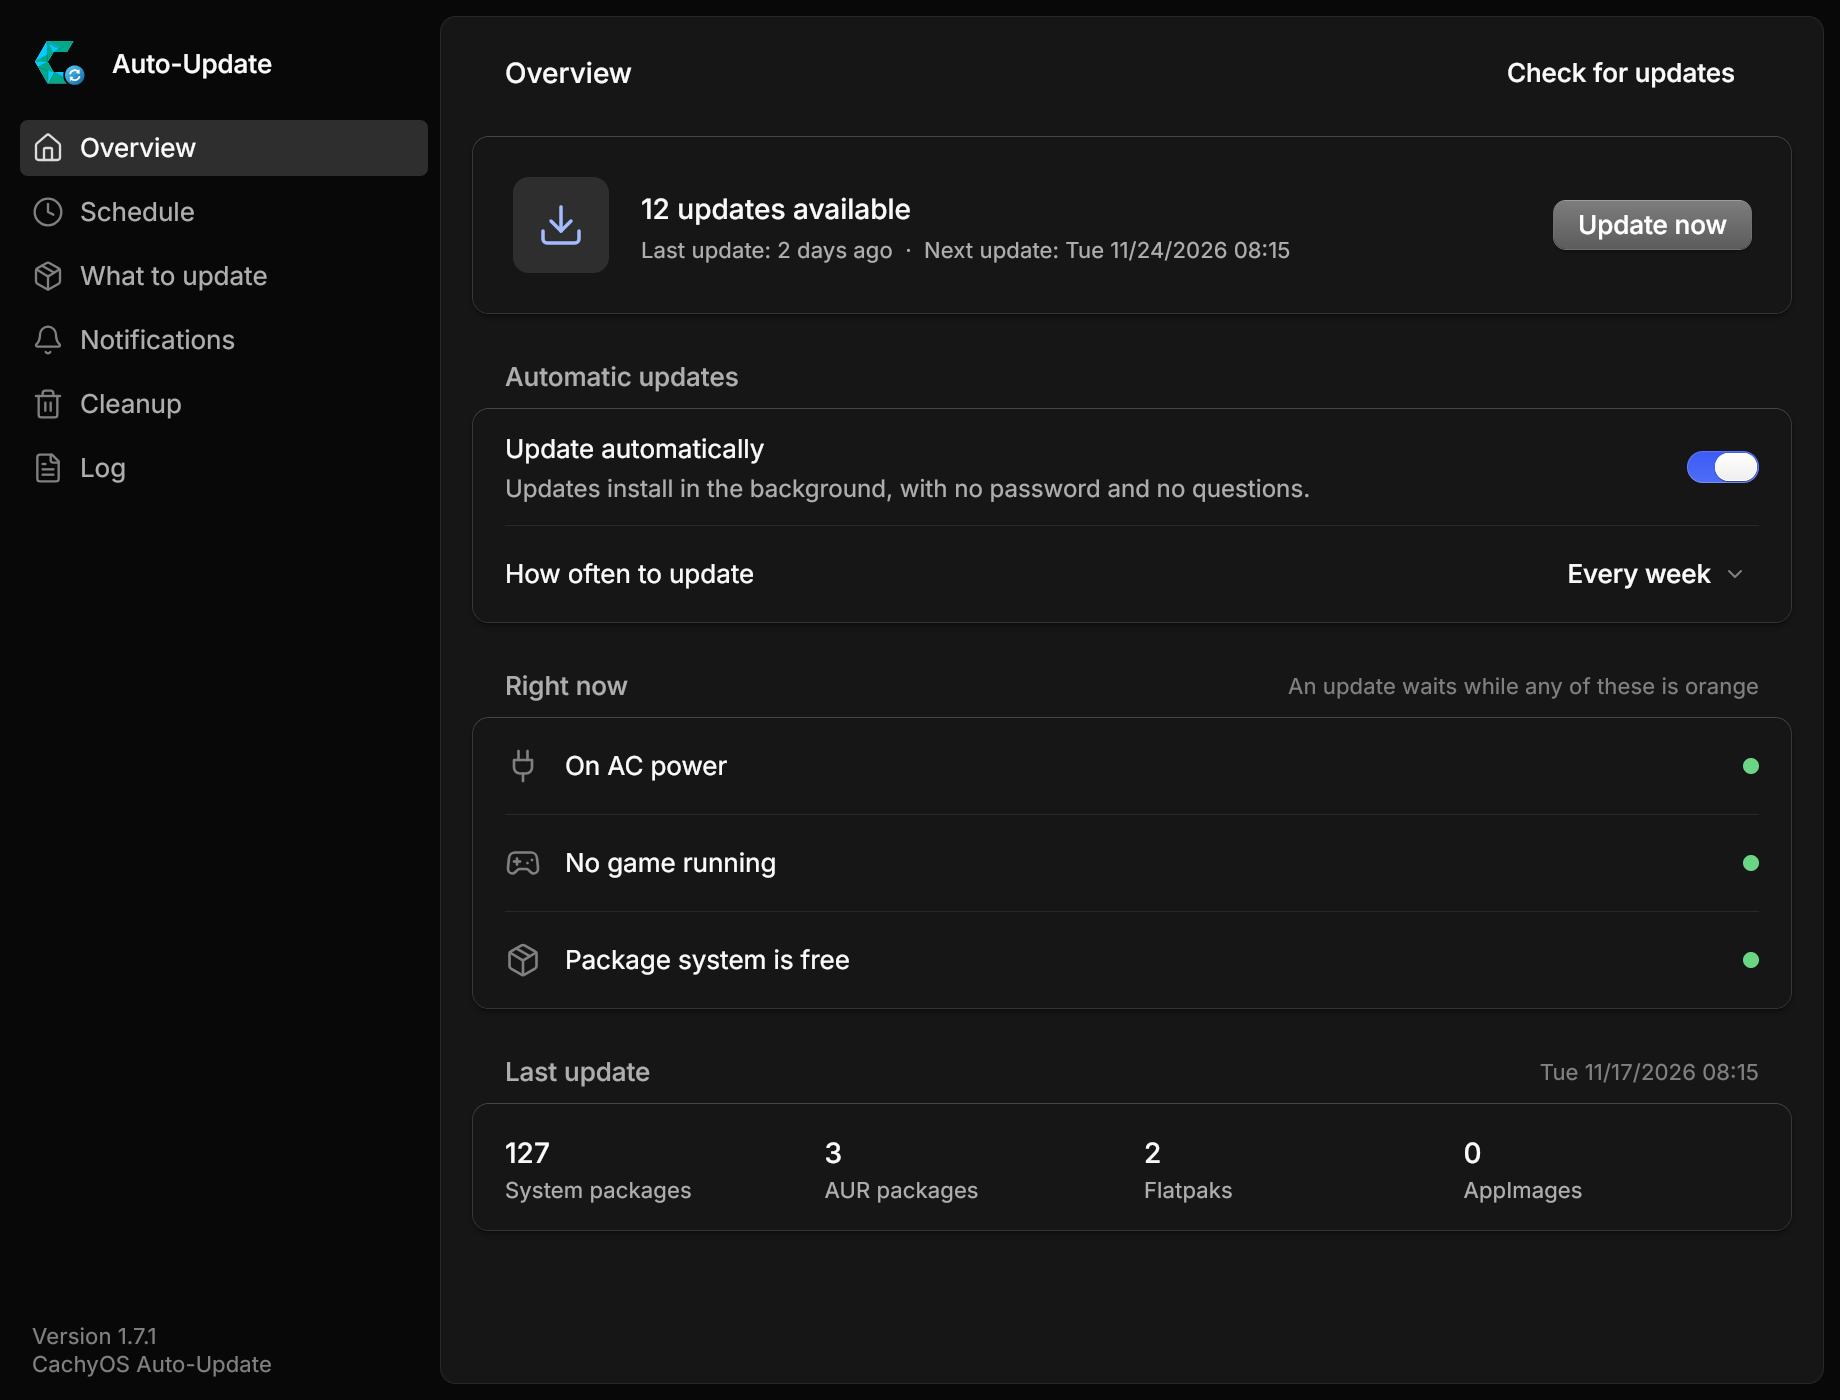 Auto-Update
Overview
Schedule
What to update
Notifications
Cleanup
Log
Version 1.7.1
CachyOS Auto-Update
Overview
Check for updates
12 updates available
Last update: 2 days ago · Next update: Tue 11/24/2026 08:15
Update now
Automatic updates
Update automatically
Updates install in the background, with no password and no questions.
How often to update
Every week
Right now
An update waits while any of these is orange
On AC power
No game running
Package system is free
Last update
Tue 11/17/2026 08:15
127
System packages
3
AUR packages
2
Flatpaks
0
AppImages